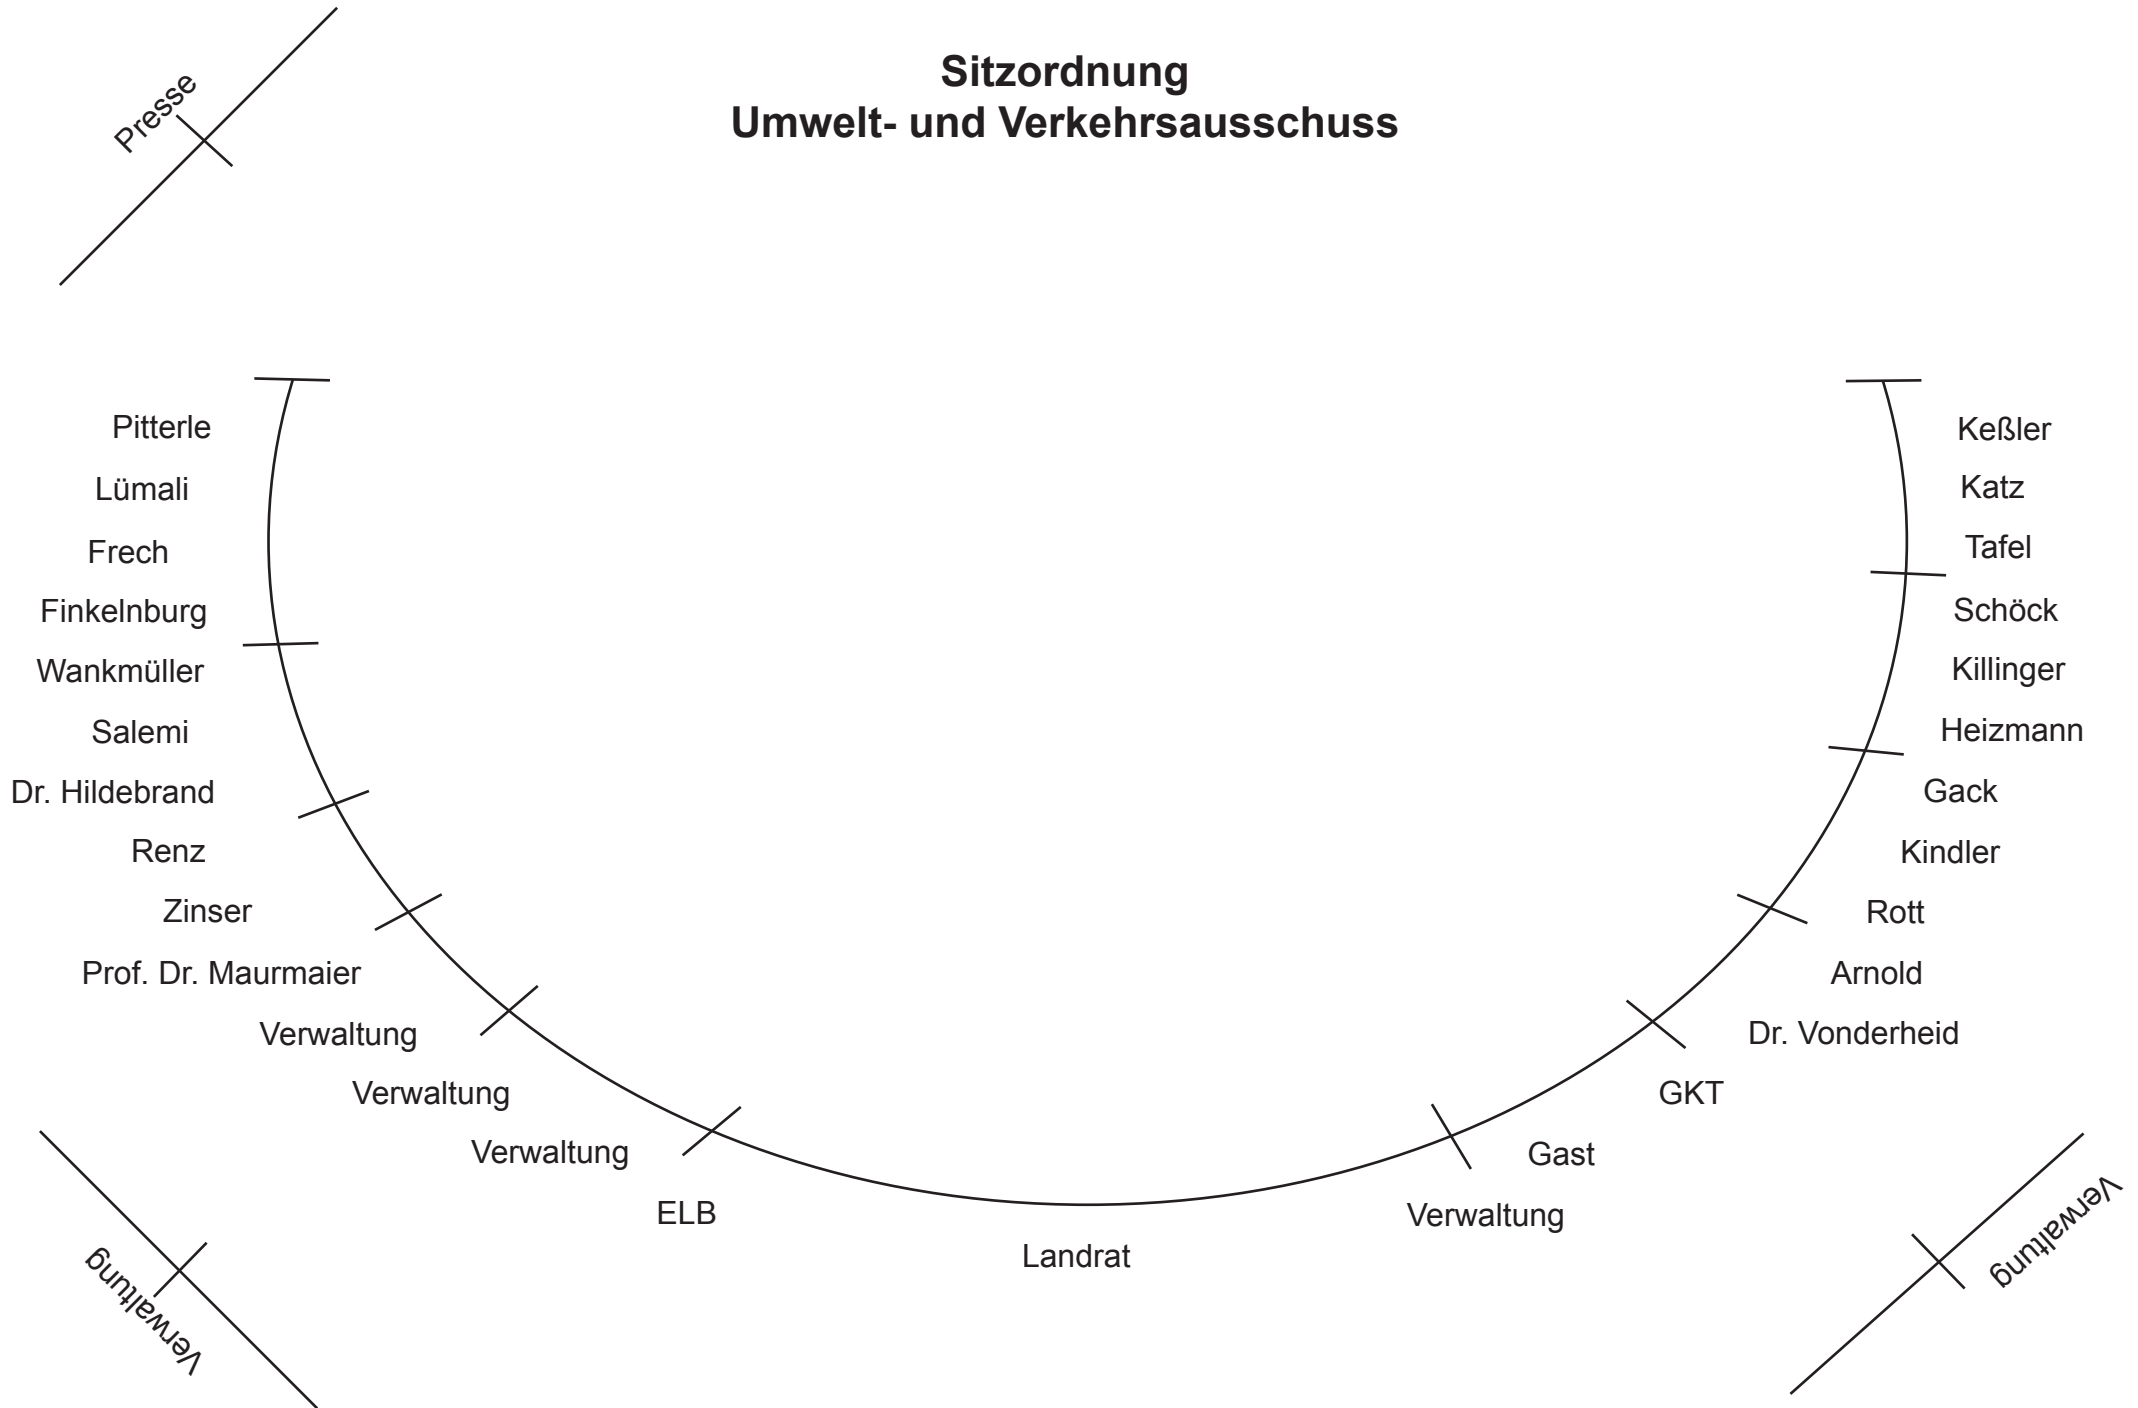 Sitzordnung
Umwelt- und Verkehrsausschuss
Presse
Pitterle
Lümali
Frech
Finkelnburg
Wankmüller
Salemi
Dr. Hildebrand
Renz
Zinser
Prof. Dr. Maurmaier
Verwaltung
Verwaltung
Verwaltung
ELB
Landrat
Verwaltung
Gast
GKT
Dr. Vonderheid
Arnold
Rott
Kindler
Gack
Heizmann
Killinger
Schöck
Tafel
Katz
Keßler
Verwaltung
Verwaltung